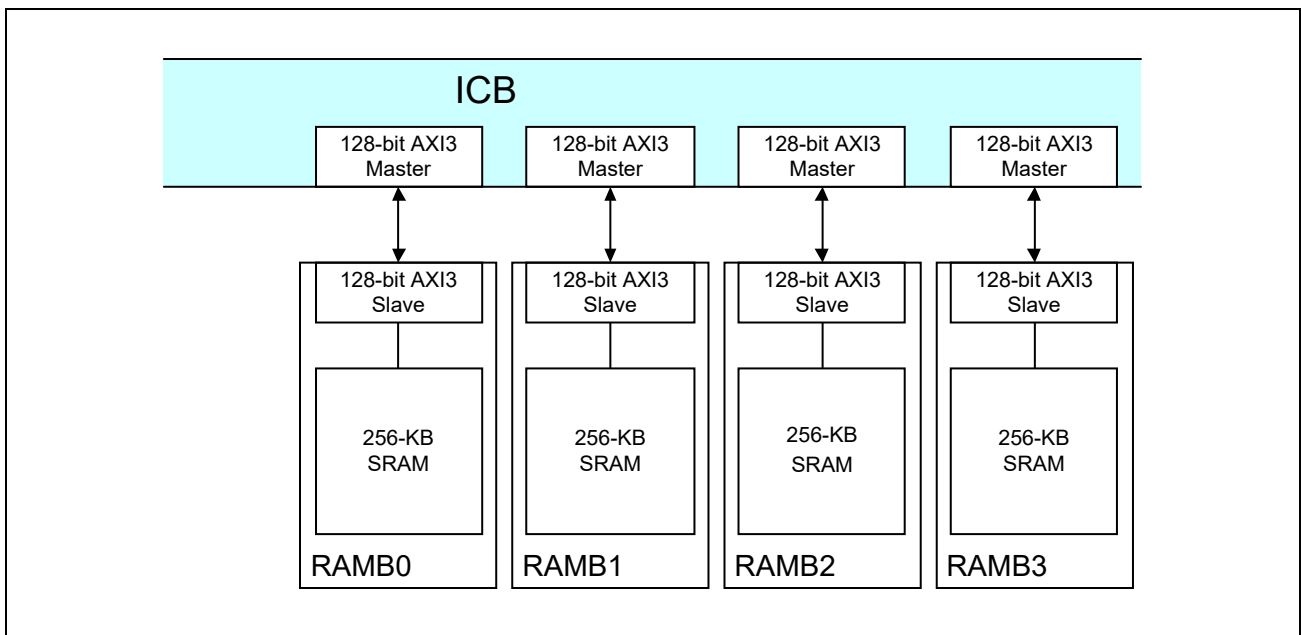 ICB
128-bit AXI3
Master
128-bit AXI3
Master
128-bit AXI3
Master
128-bit AXI3
Master
128-bit AXI3
Slave
128-bit AXI3
Slave
128-bit AXI3
Slave
128-bit AXI3
Slave
256-KB
SRAM
256-KB
SRAM
256-KB
SRAM
256-KB
SRAM
RAMB0
RAMB1
RAMB2
RAMB3